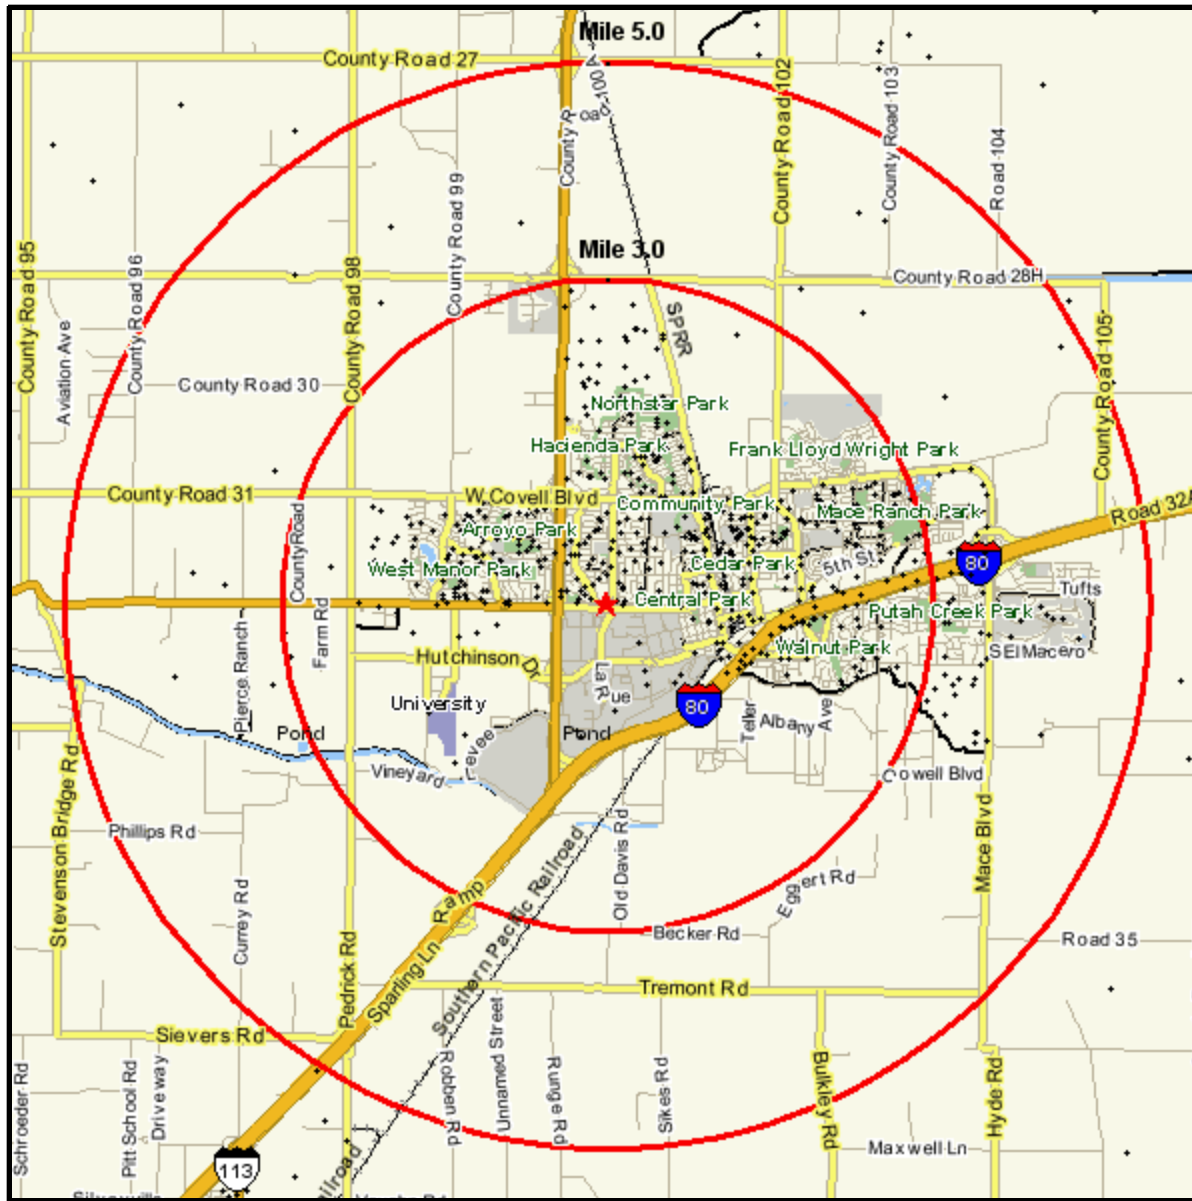 Mile 5.0
County Road 27
County Road 102
County Road 103
Road 104
County Road 100
County Road 99
County Road 95
County Road 96
County Road 98
Mile 3.0
County Road 28H
SPRR
County Road 105
Aviation Ave
County Road 30
Northstar Park
Hacienda Park
Frank Lloyd Wright Park
County Road 31
W Covell Blvd
Community Park
Mace Ranch Park
Road 32A
County Road
Arroyo Park
West Manor Park
Cedar Park
5th St
80
Tufts
Central Park
Putah Creek Park
Farm Rd
Pierce Ranch
Hutchinson Dr
Walnut Park
SElMacero
La Rue
University
80
Teller
Albany Ave
Pond
Pond
Levee
Vineyard
Cowell Blvd
Stevenson Bridge Rd
Phillips Rd
Mace Blvd
Old Davis Rd
Eggert Rd
Currey Rd
Ramp
Becker Rd
Road 35
Southern Pacific Railroad
Sparling Ln
Pedrick Rd
Tremont Rd
Sievers Rd
Unnamed Street
Robben Rd
Runge Rd
Sikes Rd
Bulkley Rd
Hyde Rd
Schroeder Rd
Pitt School Rd
Driveway
Maxwell Ln
113